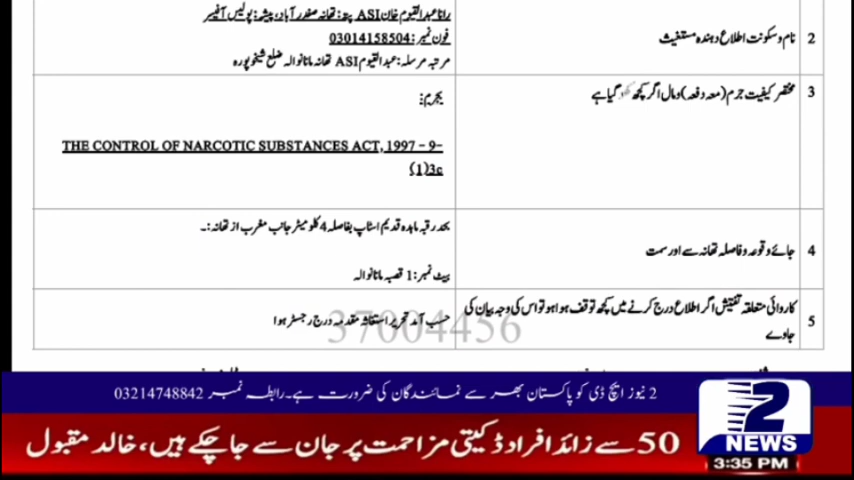 رانا عبدالقیوم خان ASI پتہ: تھانہ صفدر آباد، پیشہ: پولیس آفیسر
2 نام و سکونت اطلاع دہندہ مستغیث
فون نمبر: 03014158504
مرتبہ مرسلہ: عبدالقیوم ASI تھانہ مانانوالہ ضلع شیخوپورہ
3 مختصر کیفیت جرم (معہ دفعہ) و مال اگر کچھ گیا ہے
بجرم:
THE CONTROL OF NARCOTIC SUBSTANCES ACT, 1997 - 9-
(1)3c
4 جائے وقوعہ و فاصلہ تھانہ سے اور سمت
بحد رقبہ ماہدہ قدیم اسٹاپ بفاصلہ 4 کلومیٹر جانب مغرب از تھانہ:۔
بیٹ نمبر: 1 قصبہ مانانوالہ
5 کاروائی متعلقہ تفتیش اگر اطلاع درج کرنے میں کچھ توقف ہوا ہو تو اس کی وجہ بیان کی
جاوے
حسب آمد تحریر استغاثہ مقدمہ درج رجسٹر ہوا
37004456
2 نیوز ایچ ڈی کو پاکستان بھر سے نمائندگان کی ضرورت ہے۔ رابطہ نمبر 03214748842
50 سے زائد افراد ڈکیتی مزاحمت پر جان سے جا چکے ہیں، خالد مقبول
2
NEWS
3:35 PM